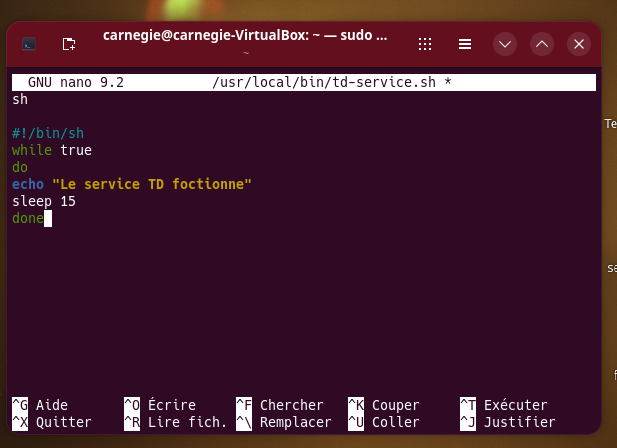 carnegie@carnegie-VirtualBox: ~ — sudo ...
~
GNU nano 9.2 /usr/local/bin/td-service.sh *
sh
#!/bin/sh
while true
do
echo "Le service TD foctionne"
sleep 15
done
^G Aide ^O Écrire ^F Chercher ^K Couper ^T Exécuter
^X Quitter ^R Lire fich. ^\ Remplacer ^U Coller ^J Justifier
Te
se
f